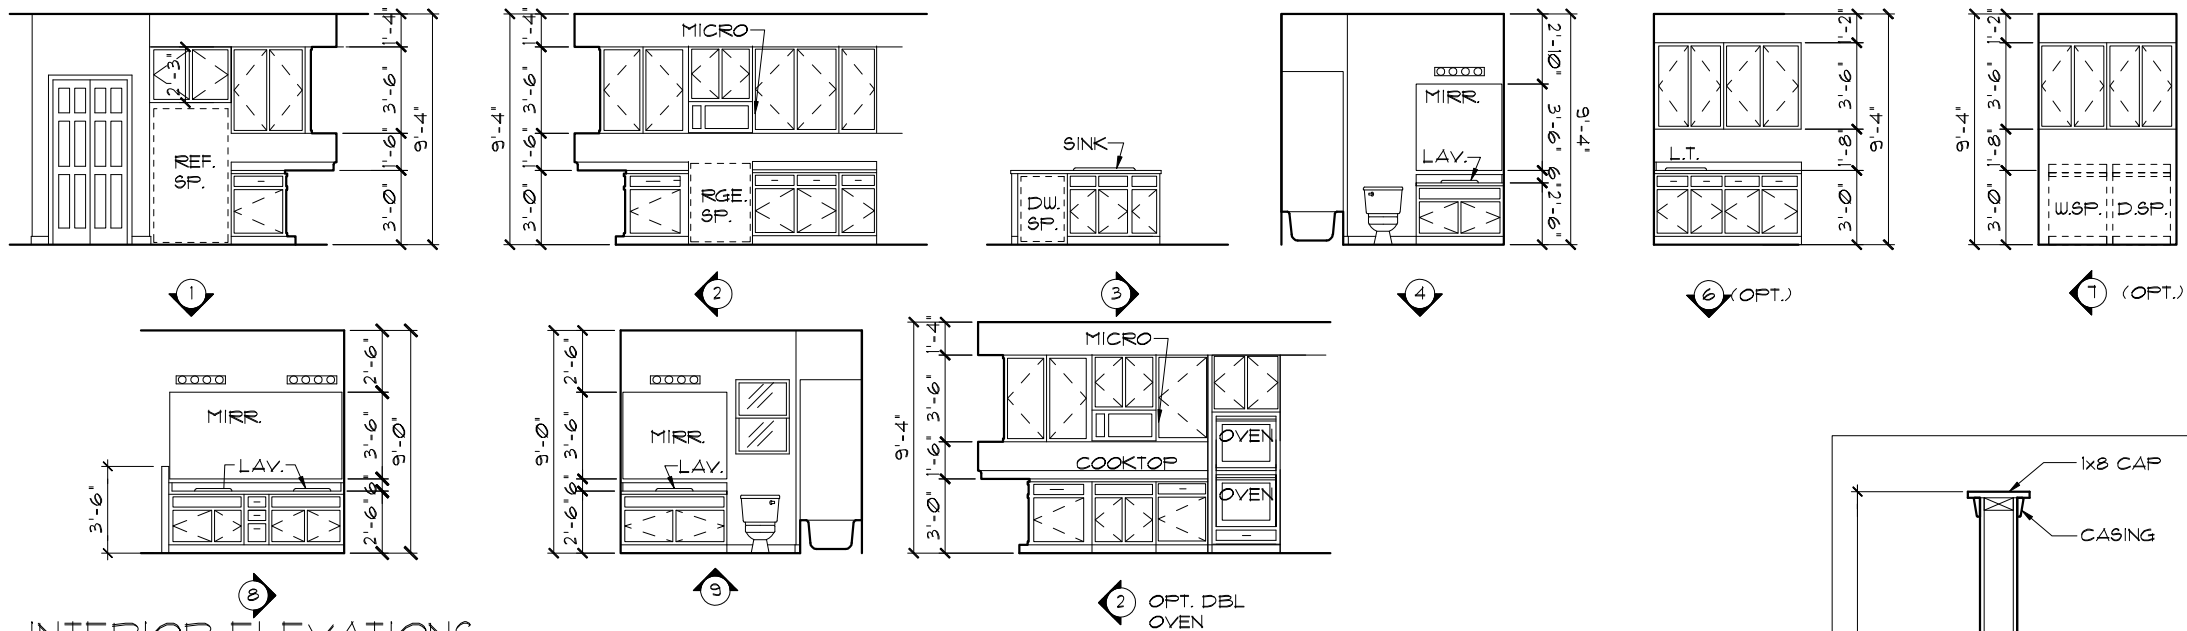 1'-4"
2'-3"
3'-6"
1'-6"
3'-0"
9'-4"
REF.
SP.
1
9'-4"
1'-4"
3'-6"
1'-6"
3'-0"
MICRO
RGE.
SP.
2
SINK
DW.
SP.
3
MIRR.
LAV.
2'-10"
3'-6"
6"
2'-6"
9'-4"
4
L.T.
1'-2"
3'-6"
1'-8"
3'-0"
9'-4"
6 (OPT.)
9'-4"
1'-2"
3'-6"
1'-8"
3'-0"
W.SP. D.SP.
7 (OPT.)
3'-6"
MIRR.
LAV.
2'-6"
3'-6"
6"
2'-6"
9'-0"
8
9'-0"
2'-6"
3'-6"
6"
2'-6"
MIRR.
LAV.
9
9'-4"
1'-4"
3'-6"
1'-6"
3'-0"
MICRO
COOKTOP
OVEN
OVEN
2 OPT. DBL
OVEN
1x8 CAP
CASING
INTERIOR ELEVATIONS